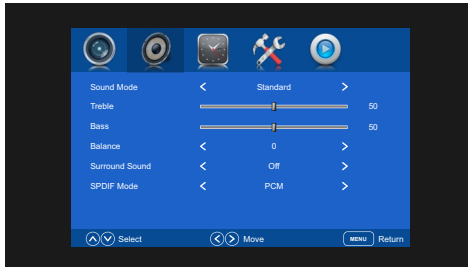 Sound Mode Standard
Treble 50
Bass 50
Balance 0
Surround Sound Off
SPDIF Mode PCM
Select Move MENU Return